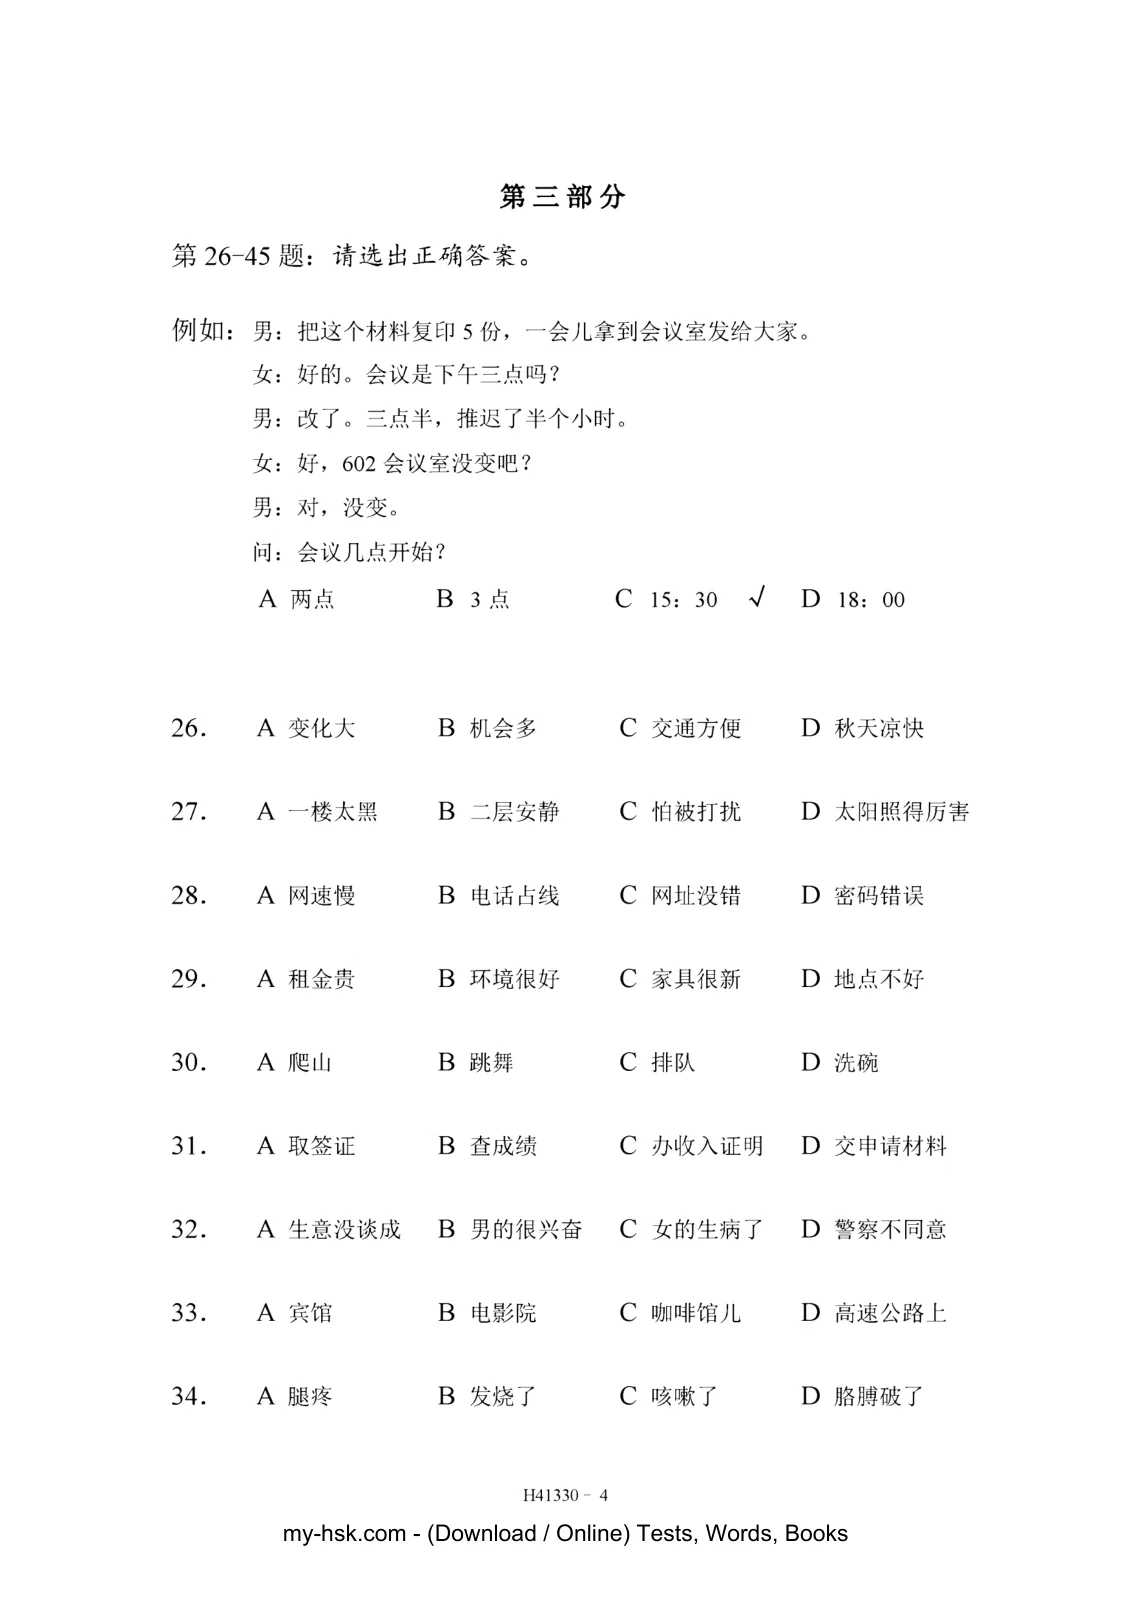 第三部分
第 26-45 题：请选出正确答案。
例如：男：把这个材料复印 5 份，一会儿拿到会议室发给大家。
女：好的。会议是下午三点吗？
男：改了。三点半，推迟了半个小时。
女：好，602 会议室没变吧？
男：对，没变。
问：会议几点开始？
A 两点 B 3 点 C 15：30 √ D 18：00
26． A 变化大 B 机会多 C 交通方便 D 秋天凉快
27． A 一楼太黑 B 二层安静 C 怕被打扰 D 太阳照得厉害
28． A 网速慢 B 电话占线 C 网址没错 D 密码错误
29． A 租金贵 B 环境很好 C 家具很新 D 地点不好
30． A 爬山 B 跳舞 C 排队 D 洗碗
31． A 取签证 B 查成绩 C 办收入证明 D 交申请材料
32． A 生意没谈成 B 男的很兴奋 C 女的生病了 D 警察不同意
33． A 宾馆 B 电影院 C 咖啡馆儿 D 高速公路上
34． A 腿疼 B 发烧了 C 咳嗽了 D 胳膊破了
H41330 - 4
my-hsk.com - (Download / Online) Tests, Words, Books